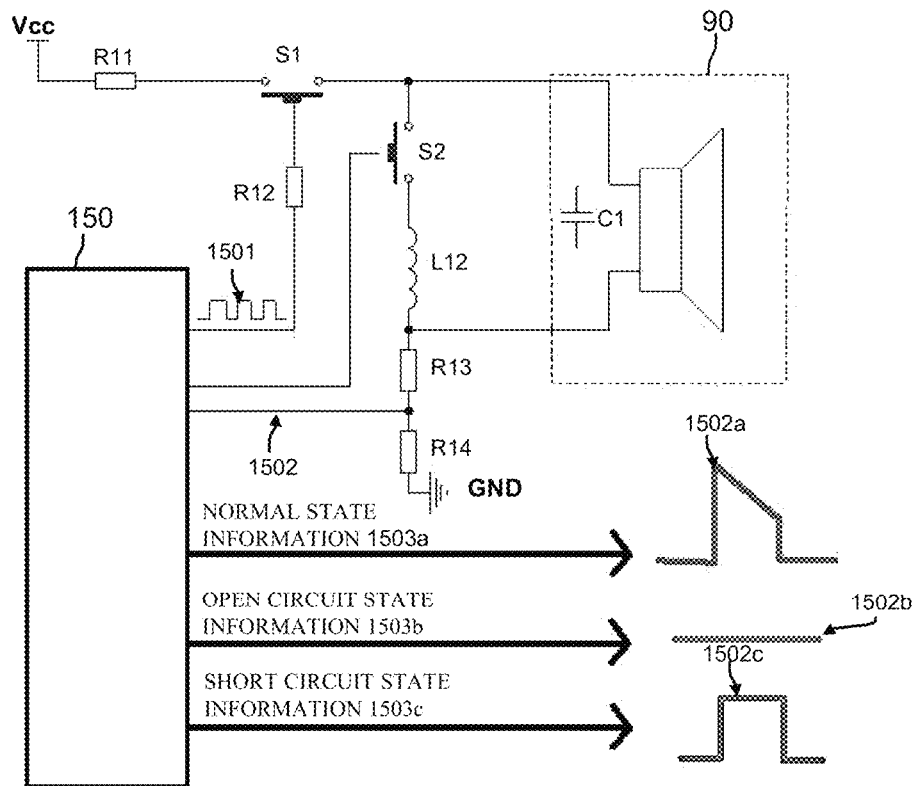 Vcc
R11
S1
90
S2
R12
C1
150
1501
L12
R13
1502
R14
GND
1502a
NORMAL STATE
INFORMATION 1503a
OPEN CIRCUIT STATE
INFORMATION 1503b
1502b
1502c
SHORT CIRCUIT STATE
INFORMATION 1503c